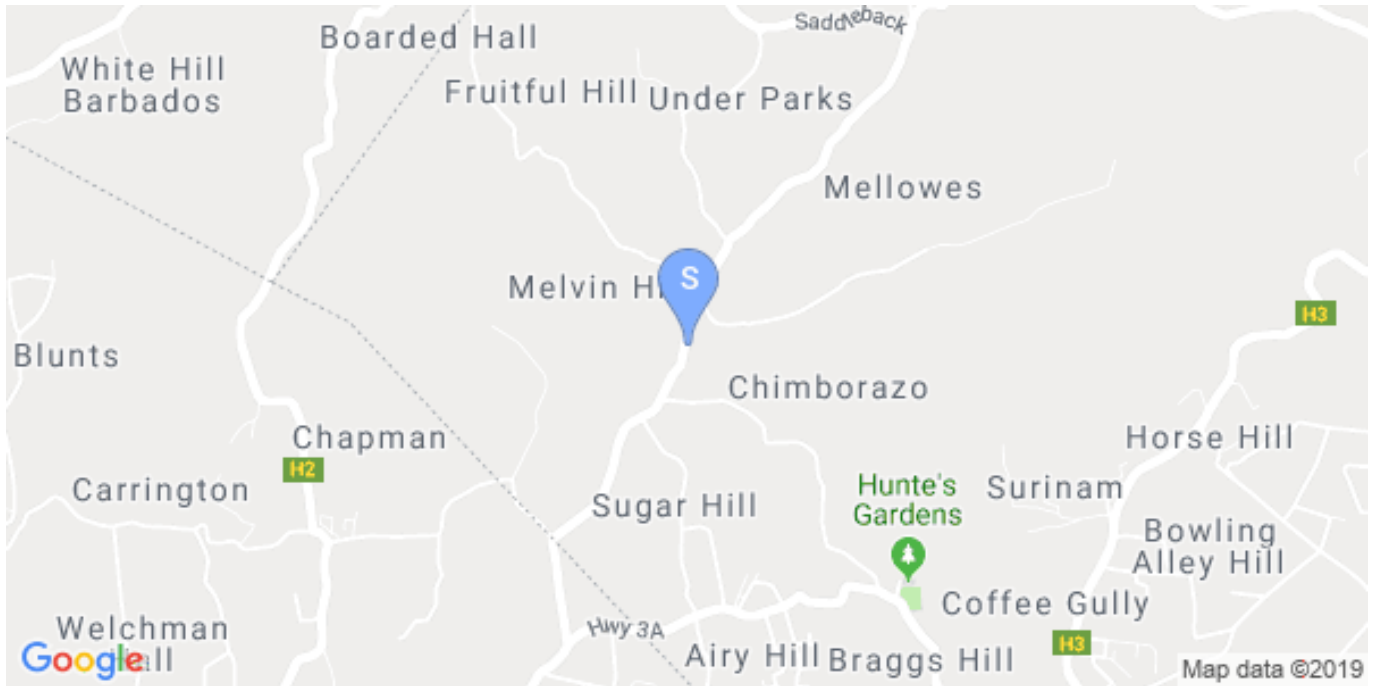 Saddleback
Boarded Hall
White Hill
Barbados
Fruitful Hill
Under Parks
Mellowes
S
Melvin H
H3
Blunts
Chimborazo
Chapman
Horse Hill
H2
Carrington
Hunte's
Gardens
Surinam
Sugar Hill
Bowling
Alley Hill
Coffee Gully
Hwy 3A
Welchman
Google
all
H3
Airy Hill
Braggs Hill
Map data ©2019